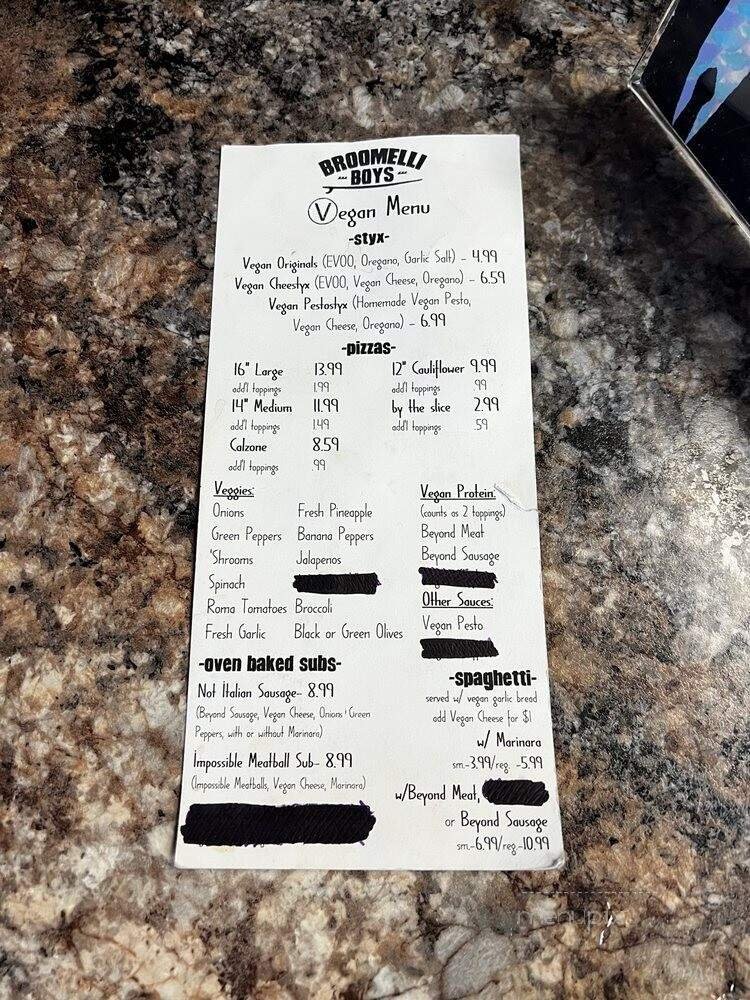 BROOMELLI
BOYS
Vegan Menu
-styx-
Vegan Originals (EVOO, Oregano, Garlic Salt) - 4.99
Vegan Cheestyx (EVOO, Vegan Cheese, Oregano) - 6.59
Vegan Pestostyx (Homemade Vegan Pesto,
Vegan Cheese, Oregano) - 6.99
-pizzas-
16" Large 13.99
add'l toppings 1.99
14" Medium 11.99
add'l toppings 1.49
Calzone 8.59
add'l toppings .99
12" Cauliflower 9.99
add'l toppings .99
by the slice 2.99
add'l toppings .59
Veggies:
Onions Fresh Pineapple
Green Peppers Banana Peppers
'Shrooms Jalapenos
Spinach
Roma Tomatoes Broccoli
Fresh Garlic Black or Green Olives
Vegan Protein:
(counts as 2 toppings)
Beyond Meat
Beyond Sausage
Other Sauces:
Vegan Pesto
-oven baked subs-
Not Italian Sausage- 8.99
(Beyond Sausage, Vegan Cheese, Onions & Green
Peppers, with or without Marinara)
Impossible Meatball Sub- 8.99
(Impossible Meatballs, Vegan Cheese, Marinara)
-spaghetti-
served w/ vegan garlic bread
add Vegan Cheese for $1
w/ Marinara
sm.-3.99/reg. -5.99
w/Beyond Meat,
or Beyond Sausage
sm.-6.99/reg.-10.99